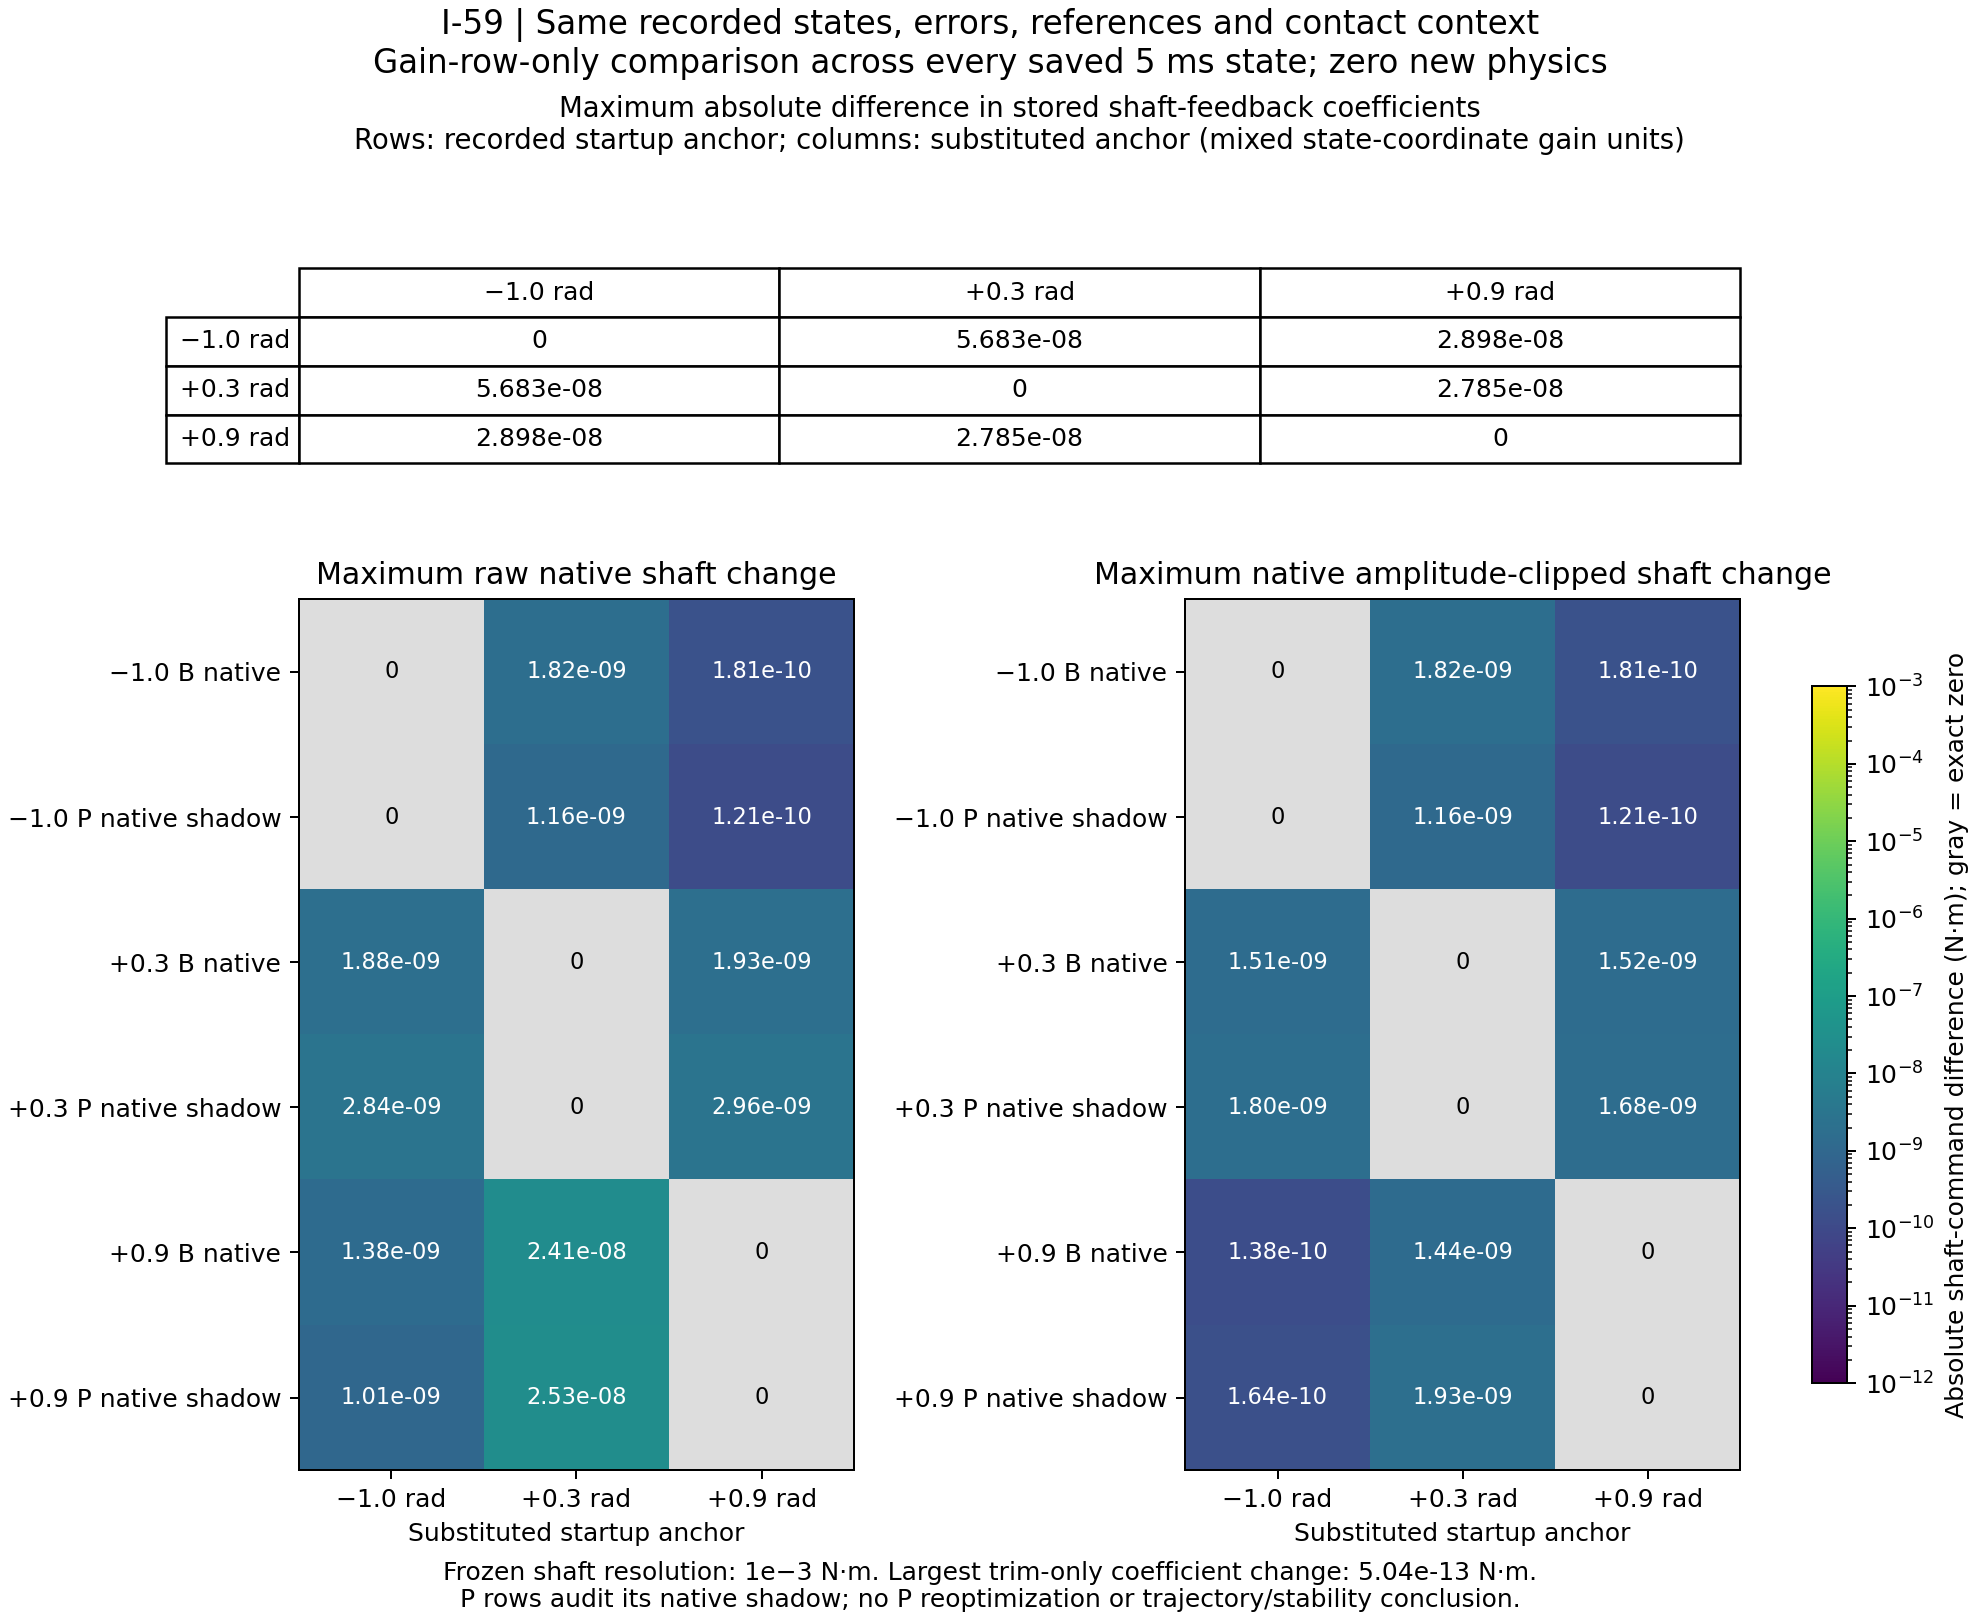 I-59 | Same recorded states, errors, references and contact context
Gain-row-only comparison across every saved 5 ms state; zero new physics
Maximum absolute difference in stored shaft-feedback coefficients
Rows: recorded startup anchor; columns: substituted anchor (mixed state-coordinate gain units)
−1.0 rad +0.3 rad +0.9 rad
−1.0 rad 0 5.683e-08 2.898e-08
+0.3 rad 5.683e-08 0 2.785e-08
+0.9 rad 2.898e-08 2.785e-08 0
Maximum raw native shaft change
−1.0 B native 0 1.82e-09 1.81e-10
−1.0 P native shadow 0 1.16e-09 1.21e-10
+0.3 B native 1.88e-09 0 1.93e-09
+0.3 P native shadow 2.84e-09 0 2.96e-09
+0.9 B native 1.38e-09 2.41e-08 0
+0.9 P native shadow 1.01e-09 2.53e-08 0
−1.0 rad +0.3 rad +0.9 rad
Substituted startup anchor
Maximum native amplitude-clipped shaft change
−1.0 B native 0 1.82e-09 1.81e-10
−1.0 P native shadow 0 1.16e-09 1.21e-10
+0.3 B native 1.51e-09 0 1.52e-09
+0.3 P native shadow 1.80e-09 0 1.68e-09
+0.9 B native 1.38e-10 1.44e-09 0
+0.9 P native shadow 1.64e-10 1.93e-09 0
−1.0 rad +0.3 rad +0.9 rad
Substituted startup anchor
10⁻³
10⁻⁴
10⁻⁵
10⁻⁶
10⁻⁷
10⁻⁸
10⁻⁹
10⁻¹⁰
10⁻¹¹
10⁻¹²
Absolute shaft-command difference (N·m); gray = exact zero
Frozen shaft resolution: 1e−3 N·m. Largest trim-only coefficient change: 5.04e-13 N·m.
P rows audit its native shadow; no P reoptimization or trajectory/stability conclusion.